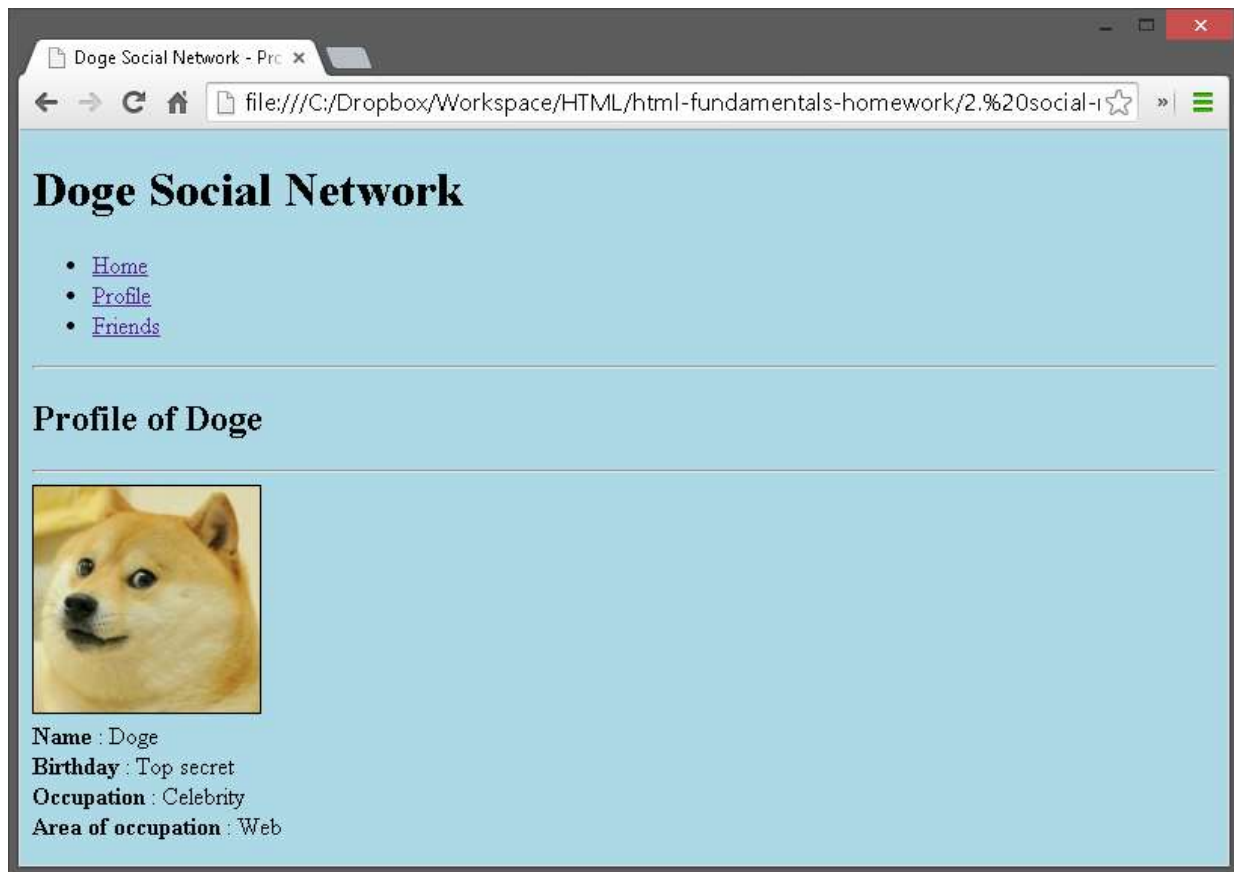 Doge Social Network - Prc
file:///C:/Dropbox/Workspace/HTML/html-fundamentals-homework/2.%20social-
Doge Social Network
Home
Profile
Friends
Profile of Doge
Name : Doge
Birthday : Top secret
Occupation : Celebrity
Area of occupation : Web